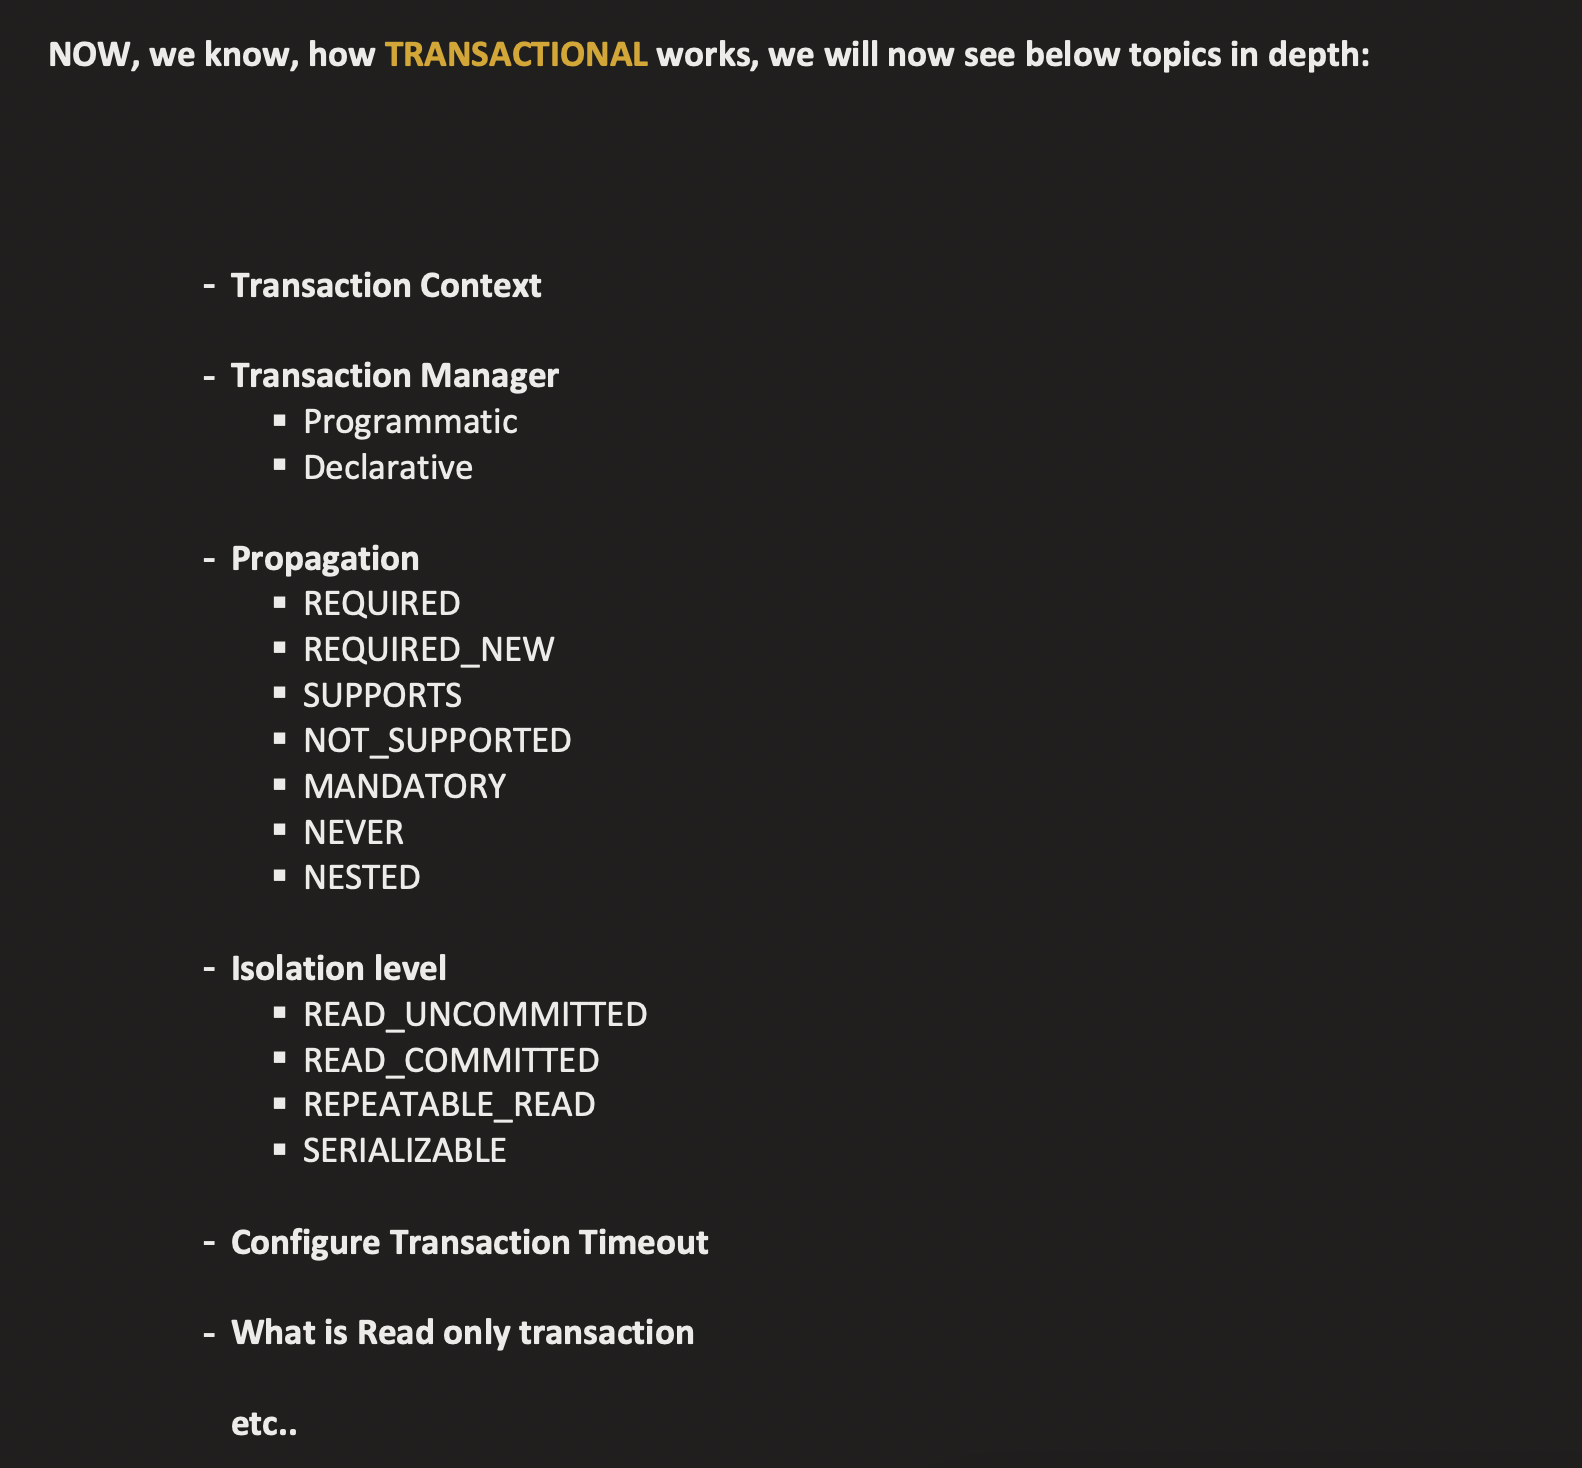 NOW, we know, how TRANSACTIONAL works, we will now see below topics in depth:
- Transaction Context
- Transaction Manager
▪ Programmatic
▪ Declarative
- Propagation
▪ REQUIRED
▪ REQUIRED_NEW
▪ SUPPORTS
▪ NOT_SUPPORTED
▪ MANDATORY
▪ NEVER
▪ NESTED
- Isolation level
▪ READ_UNCOMMITTED
▪ READ_COMMITTED
▪ REPEATABLE_READ
▪ SERIALIZABLE
- Configure Transaction Timeout
- What is Read only transaction
etc..